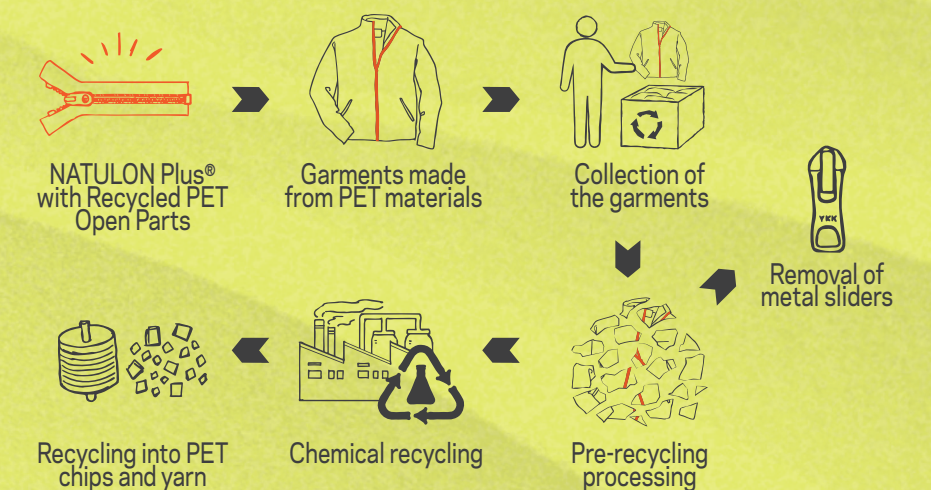 NATULON Plus®
with Recycled PET
Open Parts
Garments made
from PET materials
Collection of
the garments
YKK
Removal of
metal sliders
Recycling into PET
chips and yarn
Chemical recycling
Pre-recycling
processing